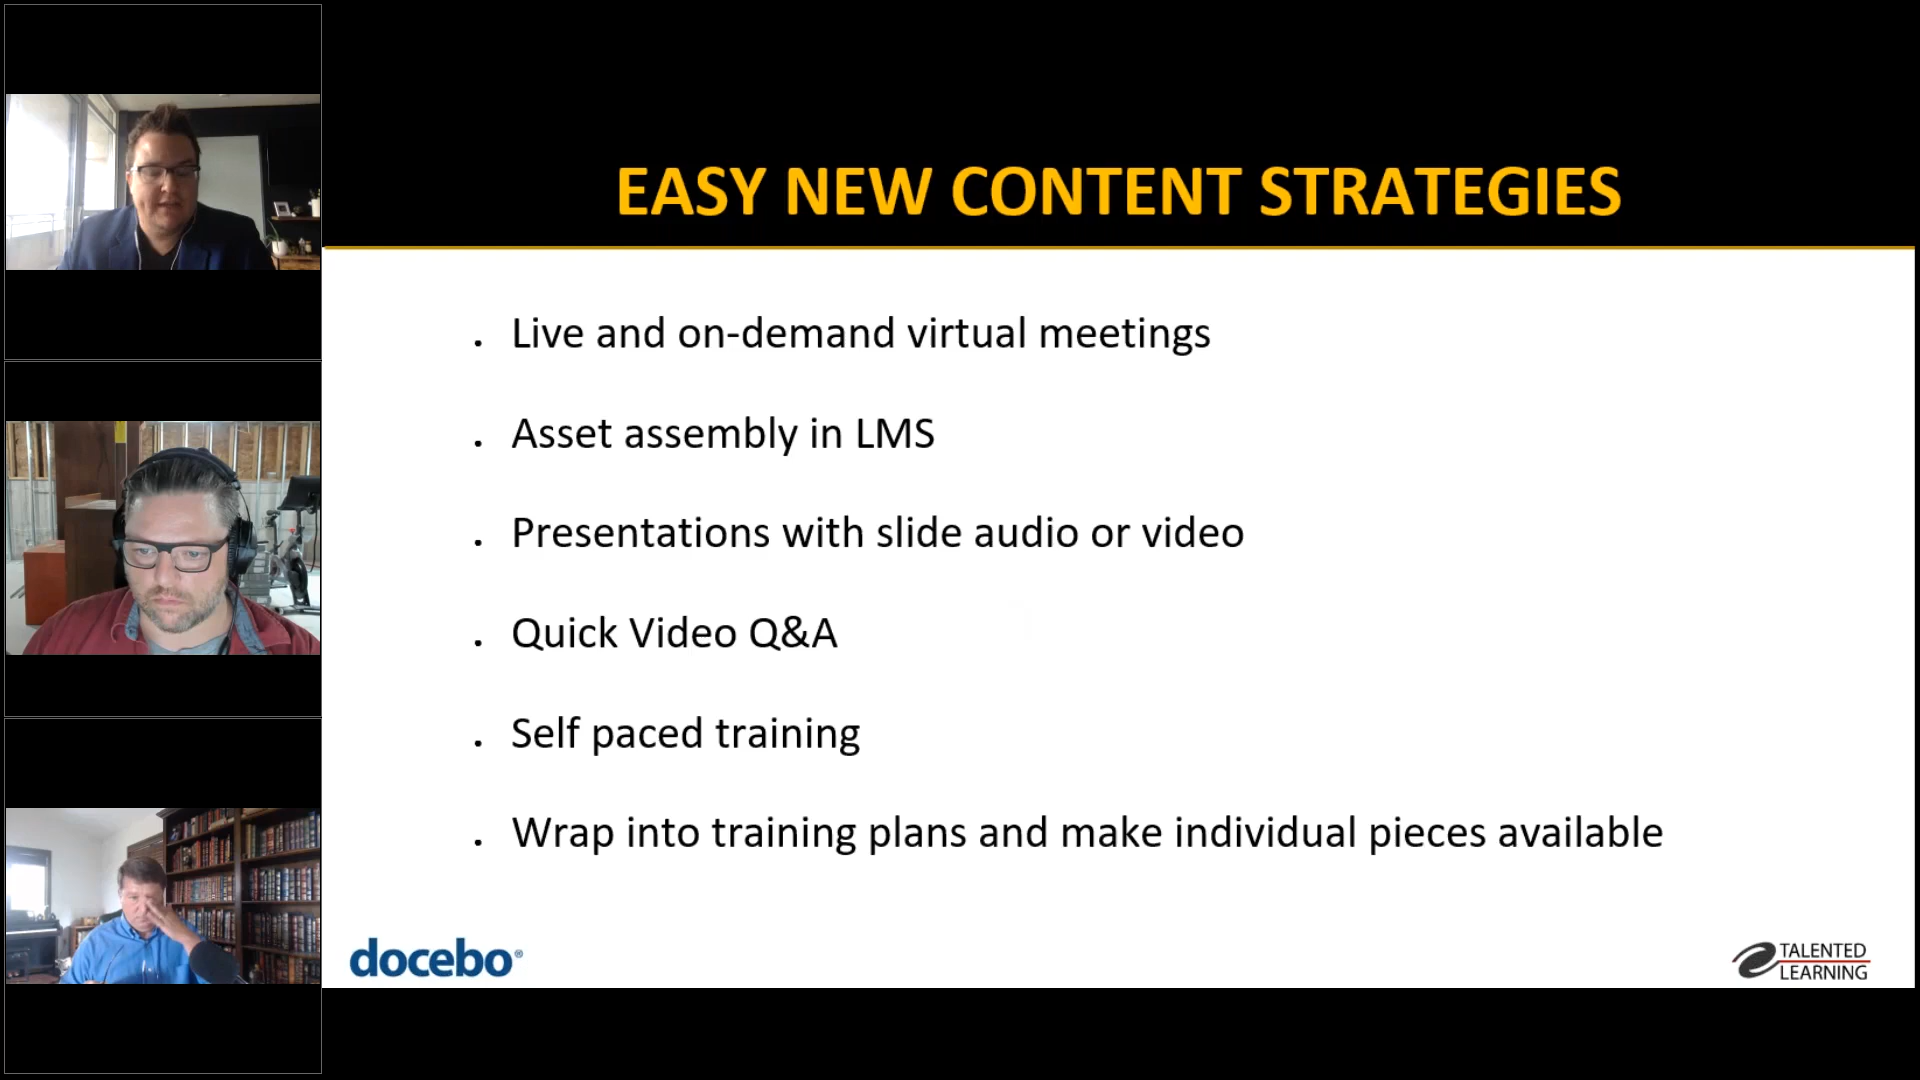 EASY NEW CONTENT STRATEGIES
. Live and on-demand virtual meetings
. Asset assembly in LMS
. Presentations with slide audio or video
. Quick Video Q&A
. Self paced training
. Wrap into training plans and make individual pieces available
docebo®
TALENTED
LEARNING